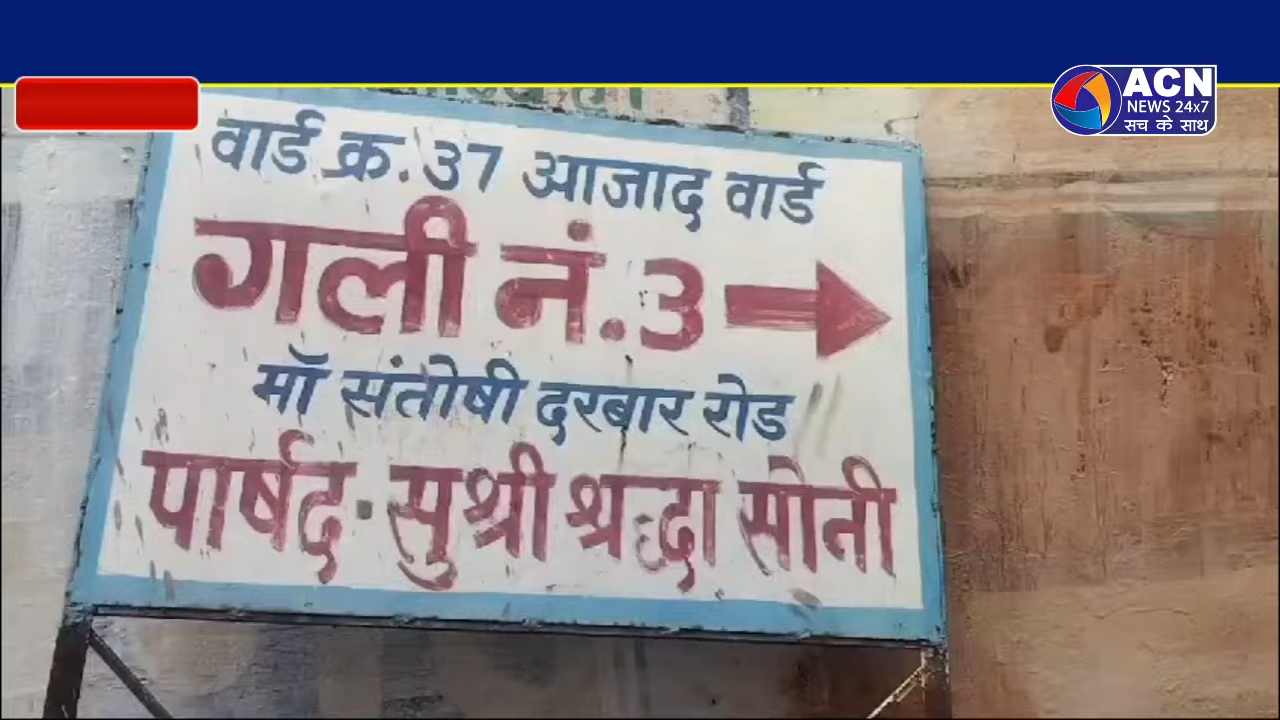 ACN
NEWS 24x7
सच के साथ
वार्ड क्र. 37 आजाद वार्ड
गली नं. 3
मॉ संतोषी दरबार रोड
पार्षद - सुश्री श्रद्धा सोनी